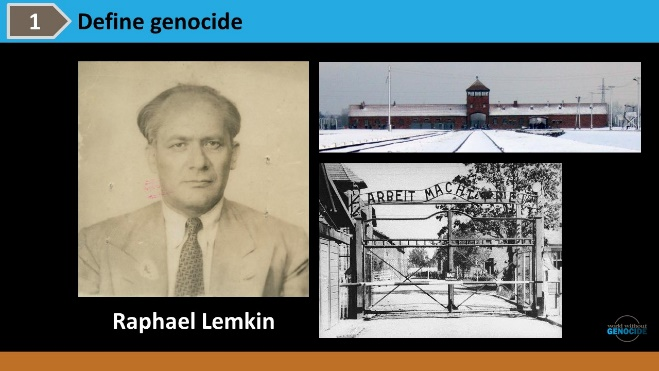 1 Define genocide
ARBEIT MACHT FREI
Raphael Lemkin
world without
GENOCIDE